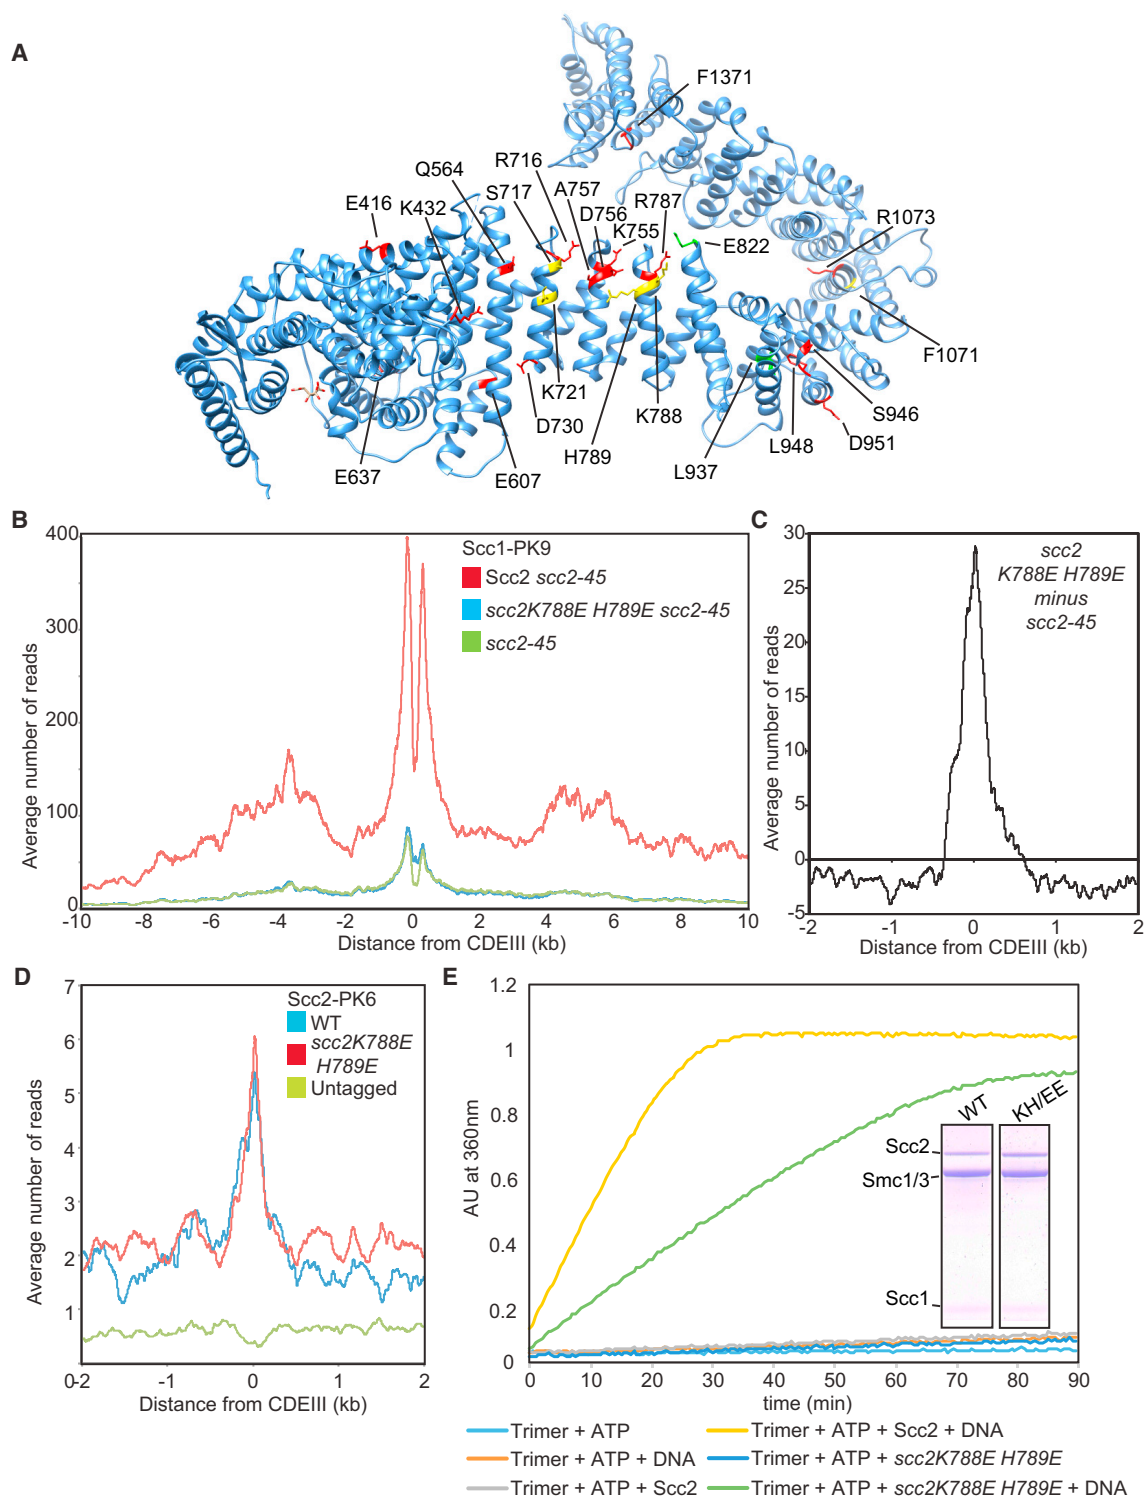 A
F1371
R716
Q564
S717
A757
R787
D756
K755
E416
K432
R1073
E822
F1071
K721
K788
S946
D730
L948
D951
H789
L937
E637
E607
B
Scc1-PK9
Scc2 scc2-45
scc2K788E H789E scc2-45
scc2-45
Average number of reads
400
300
200
100
0
-10
-8
-6
-4
-2
0
2
4
6
8
10
Distance from CDEIII (kb)
C
scc2
K788E H789E
minus
scc2-45
Average number of reads
30
25
20
15
10
5
0
-5
-2
-1
0
1
2
Distance from CDEIII (kb)
D
Scc2-PK6
WT
scc2K788E
H789E
Untagged
Average number of reads
7
6
5
4
3
2
1
0
-2
-1
0
1
2
Distance from CDEIII (kb)
E
AU at 360nm
1.2
1
0.8
0.6
0.4
0.2
0
0
10
20
30
40
50
60
70
80
90
time (min)
WT
KH/EE
Scc2
Smc1/3
Scc1
Trimer + ATP
Trimer + ATP + Scc2 + DNA
Trimer + ATP + DNA
Trimer + ATP + scc2K788E H789E
Trimer + ATP + Scc2
Trimer + ATP + scc2K788E H789E + DNA